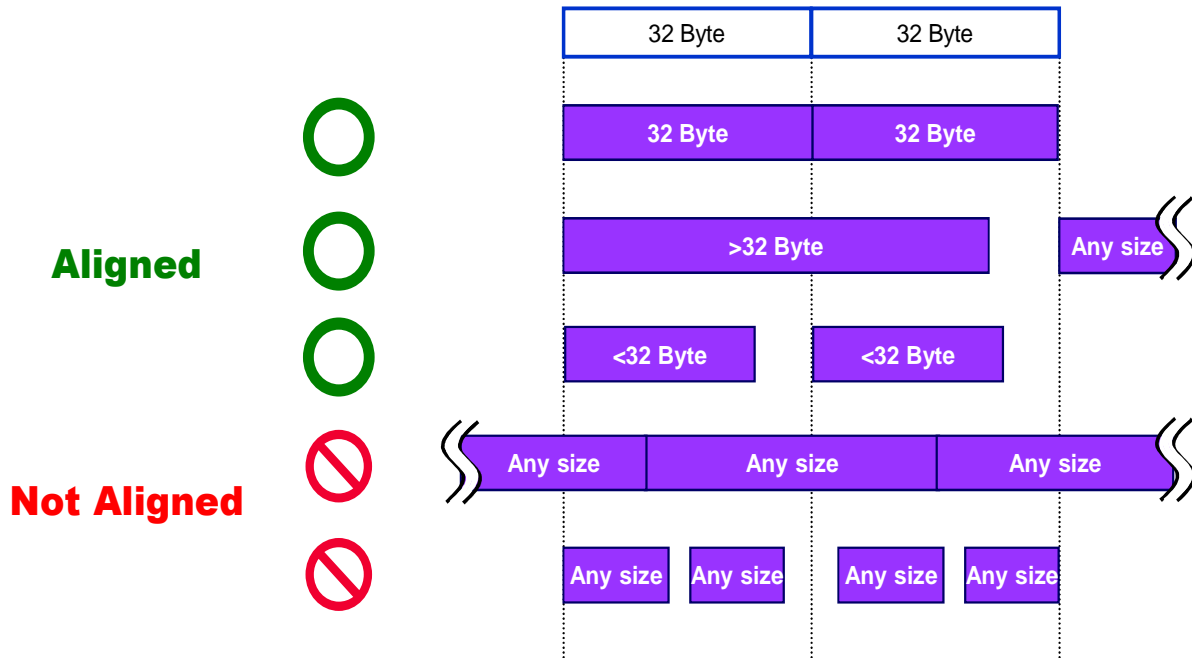 32 Byte 32 Byte
32 Byte 32 Byte
Aligned
>32 Byte Any size
<32 Byte <32 Byte
Not Aligned
Any size Any size Any size
Any size Any size Any size Any size